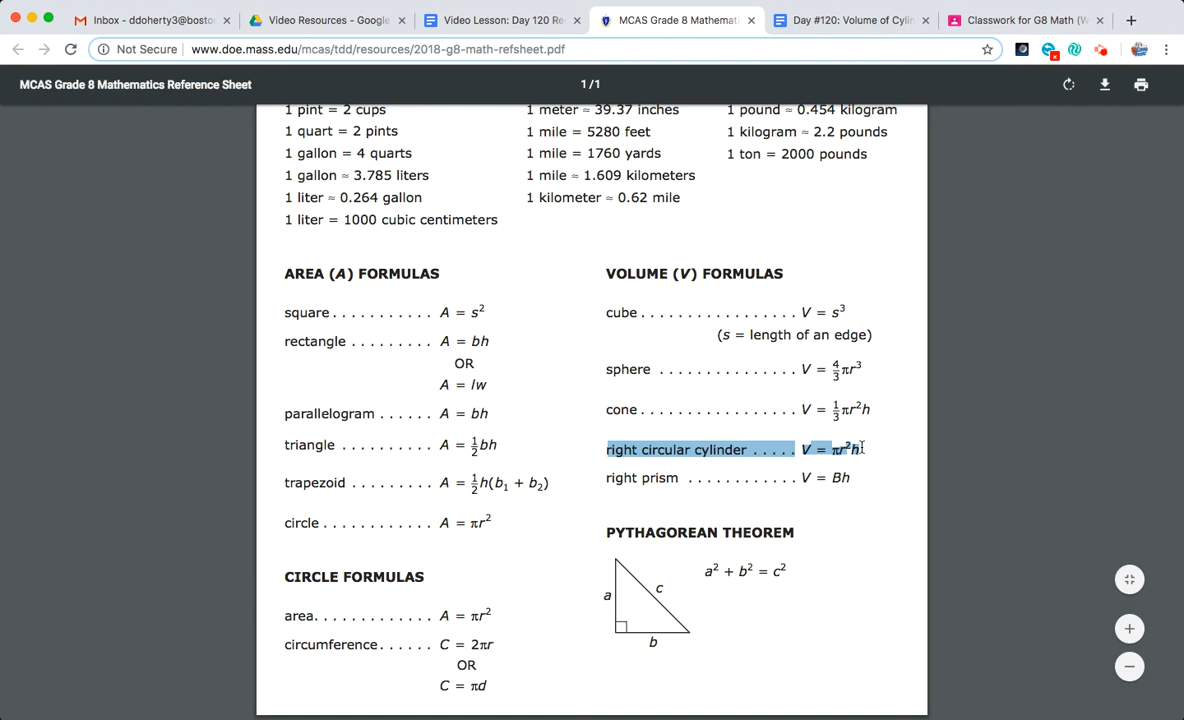 Inbox - ddoherty3@bosto
Video Resources - Google
Video Lesson: Day 120 Re
MCAS Grade 8 Mathemati
Day #120: Volume of Cylin
Classwork for G8 Math (W
Not Secure | www.doe.mass.edu/mcas/tdd/resources/2018-g8-math-refsheet.pdf
MCAS Grade 8 Mathematics Reference Sheet
1 / 1
1 pint = 2 cups
1 quart = 2 pints
1 gallon = 4 quarts
1 gallon ≈ 3.785 liters
1 liter ≈ 0.264 gallon
1 liter = 1000 cubic centimeters
1 meter ≈ 39.37 inches
1 mile = 5280 feet
1 mile = 1760 yards
1 mile ≈ 1.609 kilometers
1 kilometer ≈ 0.62 mile
1 pound ≈ 0.454 kilogram
1 kilogram ≈ 2.2 pounds
1 ton = 2000 pounds
AREA (A) FORMULAS
square . . . . . . . . . . . A = s²
rectangle . . . . . . . . . A = bh
OR
A = lw
parallelogram . . . . . . A = bh
triangle . . . . . . . . . . A = ½bh
trapezoid . . . . . . . . . A = ½h(b₁ + b₂)
circle . . . . . . . . . . . . A = πr²
CIRCLE FORMULAS
area. . . . . . . . . . . . . A = πr²
circumference . . . . . . C = 2πr
OR
C = πd
VOLUME (V) FORMULAS
cube . . . . . . . . . . . . . . . . . V = s³
(s = length of an edge)
sphere . . . . . . . . . . . . . . . V = 4/3πr³
cone . . . . . . . . . . . . . . . . . V = 1/3πr²h
right circular cylinder . . . . . V = πr²h
right prism . . . . . . . . . . . . V = Bh
PYTHAGOREAN THEOREM
a² + b² = c²
a
c
b